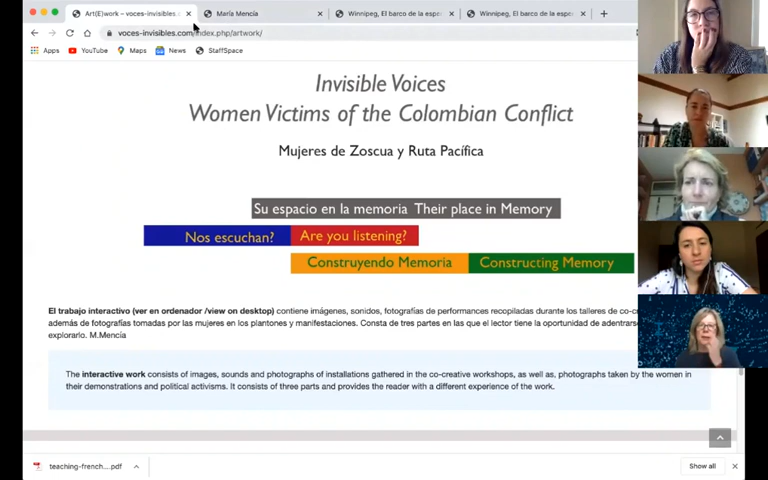 Art(E)work – voces-invisibles
María Mencía
Winnipeg, El barco de la espe
Winnipeg, El barco de la espe
voces-invisibles.com/index.php/artwork/
Apps YouTube Maps News StaffSpace
Invisible Voices
Women Victims of the Colombian Conflict
Mujeres de Zoscua y Ruta Pacífica
Su espacio en la memoria Their place in Memory
Nos escuchan? Are you listening?
Construyendo Memoria Constructing Memory
El trabajo interactivo (ver en ordenador /view on desktop) contiene imágenes, sonidos, fotografías de performances recopiladas durante los talleres de co-c
además de fotografías tomadas por las mujeres en los plantones y manifestaciones. Consta de tres partes en las que el lector tiene la oportunidad de adentrars
explorarlo. M.Mencia
The interactive work consists of images, sounds and photographs of installations gathered in the co-creative workshops, as well as, photographs taken by the women in
their demonstrations and political activisms. It consists of three parts and provides the reader with a different experience of the work.
teaching-french....pdf
Show all